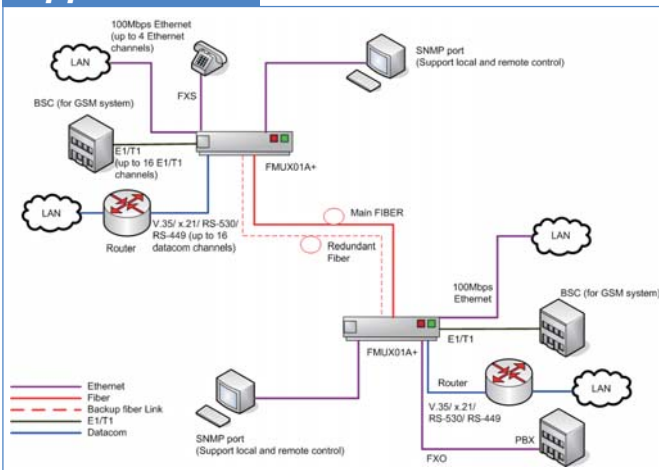 100Mbps Ethernet
(up to 4 Ethernet
channels)
LAN
FXS
SNMP port
(Support local and remote control)
BSC (for GSM system)
E1/T1
(up to 16 E1/T1
channels)
FMUX01A+
LAN
Router
V.35/ x.21/ RS-530/
RS-449 (up to 16
datacom channels)
Main FIBER
Redundant
Fiber
LAN
100Mbps
Ethernet
BSC (for GSM system)
E1/T1
FMUX01A+
Router
LAN
V.35/ x.21/
RS-530/ RS-449
PBX
FXO
SNMP port
(Support local and remote control)
Ethernet
Fiber
Backup fiber Link
E1/T1
Datacom